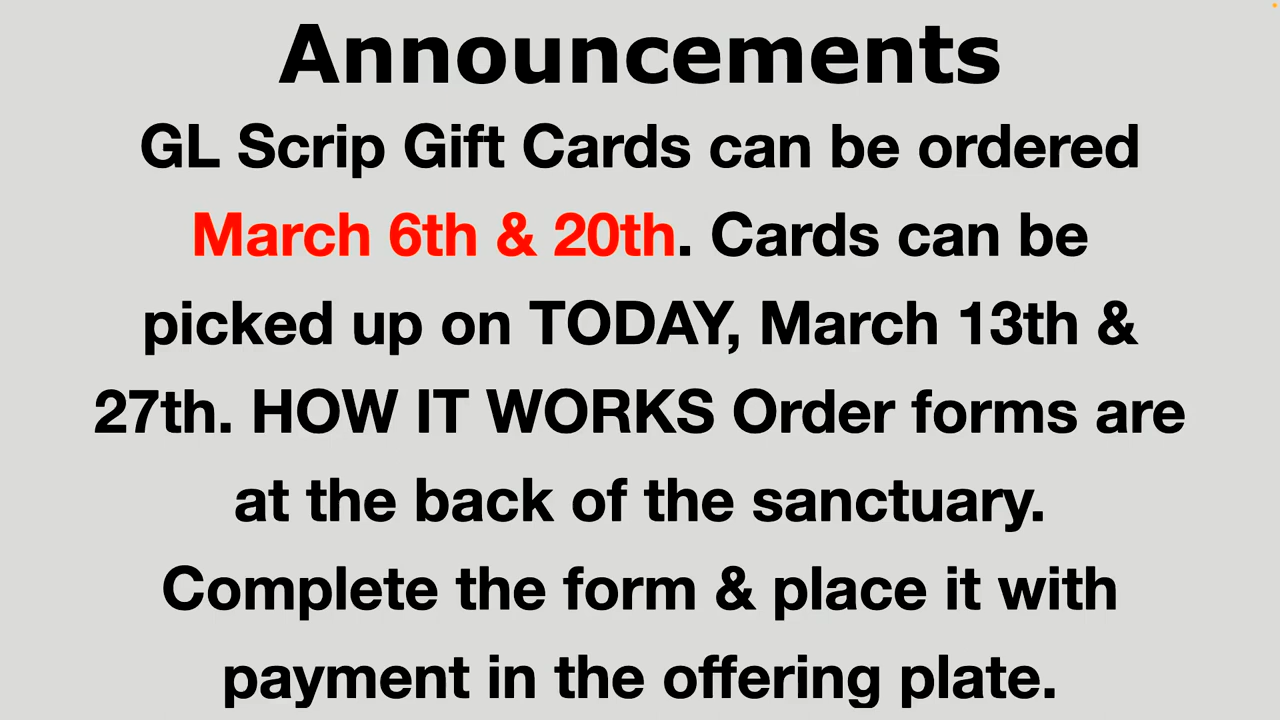 Announcements
GL Scrip Gift Cards can be ordered
March 6th & 20th. Cards can be
picked up on TODAY, March 13th &
27th. HOW IT WORKS Order forms are
at the back of the sanctuary.
Complete the form & place it with
payment in the offering plate.